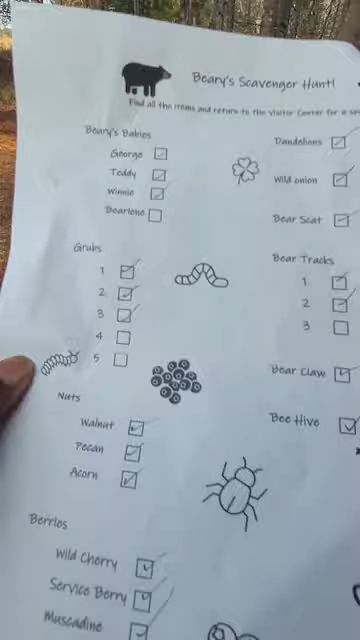 Beary's Scavenger Hunt!
Find all the items and return to the Visitor Center for a
Beary's Babies
George
Teddy
Winnie
Bearlone
Grubs
1
2
3
4
5
Nuts
Walnut
Pecan
Acorn
Berries
Wild Cherry
Service Berry
Muscadine
Dandelions
Wild onion
Bear Scat
Bear Tracks
1
2
3
Bear Claw
Bee Hive